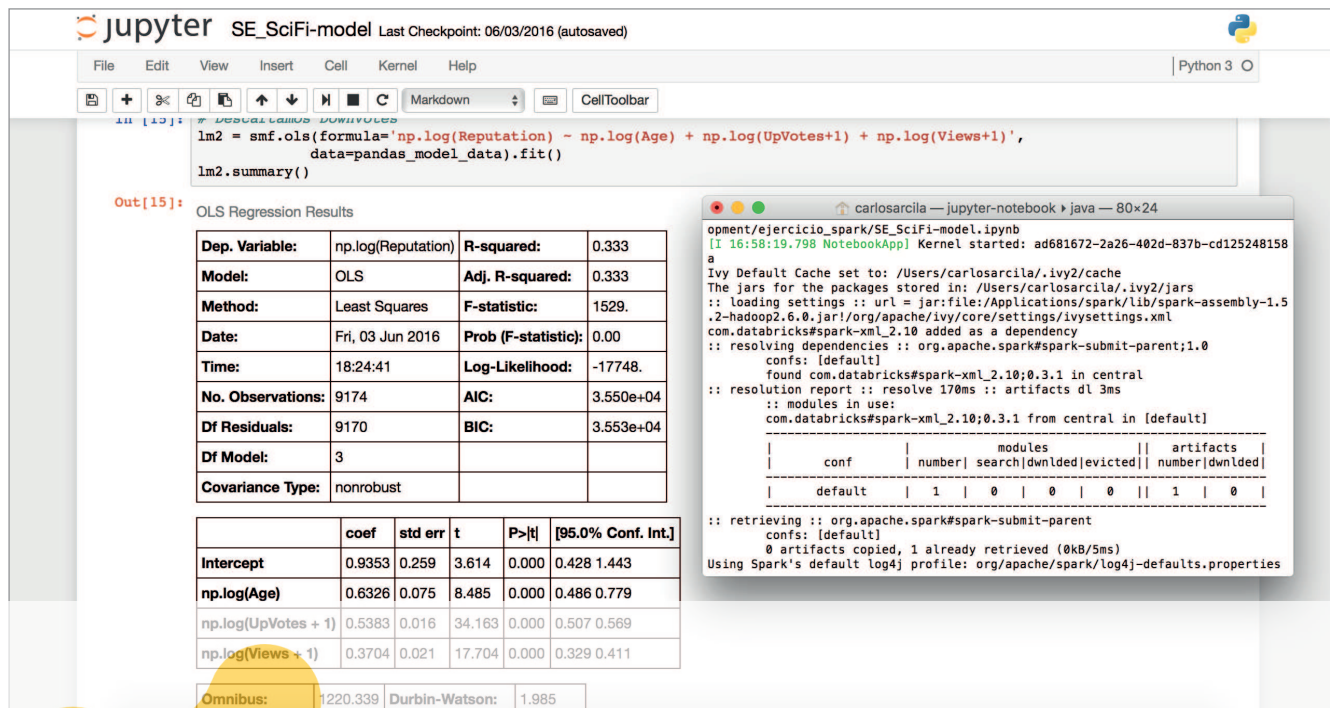 jupyter SE_SciFi-model Last Checkpoint: 06/03/2016 (autosaved)
File Edit View Insert Cell Kernel Help Python 3
Markdown CellToolbar
In [15]: # Descartamos DownVotes
lm2 = smf.ols(formula='np.log(Reputation) ~ np.log(Age) + np.log(UpVotes+1) + np.log(Views+1)',
data=pandas_model_data).fit()
lm2.summary()
Out[15]:
OLS Regression Results
Dep. Variable: np.log(Reputation) R-squared: 0.333
Model: OLS Adj. R-squared: 0.333
Method: Least Squares F-statistic: 1529.
Date: Fri, 03 Jun 2016 Prob (F-statistic): 0.00
Time: 18:24:41 Log-Likelihood: -17748.
No. Observations: 9174 AIC: 3.550e+04
Df Residuals: 9170 BIC: 3.553e+04
Df Model: 3
Covariance Type: nonrobust
coef std err t P>|t| [95.0% Conf. Int.]
Intercept 0.9353 0.259 3.614 0.000 0.428 1.443
np.log(Age) 0.6326 0.075 8.485 0.000 0.486 0.779
np.log(UpVotes + 1) 0.5383 0.016 34.163 0.000 0.507 0.569
np.log(Views + 1) 0.3704 0.021 17.704 0.000 0.329 0.411
Omnibus: 1220.339 Durbin-Watson: 1.985
carlosarcila — jupyter-notebook ▸ java — 80×24
opment/ejercicio_spark/SE_SciFi-model.ipynb
[I 16:58:19.798 NotebookApp] Kernel started: ad681672-2a26-402d-837b-cd125248158
a
Ivy Default Cache set to: /Users/carlosarcila/.ivy2/cache
The jars for the packages stored in: /Users/carlosarcila/.ivy2/jars
:: loading settings :: url = jar:file:/Applications/spark/lib/spark-assembly-1.5
.2-hadoop2.6.0.jar!/org/apache/ivy/core/settings/ivysettings.xml
com.databricks#spark-xml_2.10 added as a dependency
:: resolving dependencies :: org.apache.spark#spark-submit-parent;1.0
confs: [default]
found com.databricks#spark-xml_2.10;0.3.1 in central
:: resolution report :: resolve 170ms :: artifacts dl 3ms
:: modules in use:
com.databricks#spark-xml_2.10;0.3.1 from central in [default]
---------------------------------------------------------------------
| | modules || artifacts |
| conf | number| search|dwnlded|evicted|| number|dwnlded|
---------------------------------------------------------------------
| default | 1 | 0 | 0 | 0 || 1 | 0 |
---------------------------------------------------------------------
:: retrieving :: org.apache.spark#spark-submit-parent
confs: [default]
0 artifacts copied, 1 already retrieved (0kB/5ms)
Using Spark's default log4j profile: org/apache/spark/log4j-defaults.properties